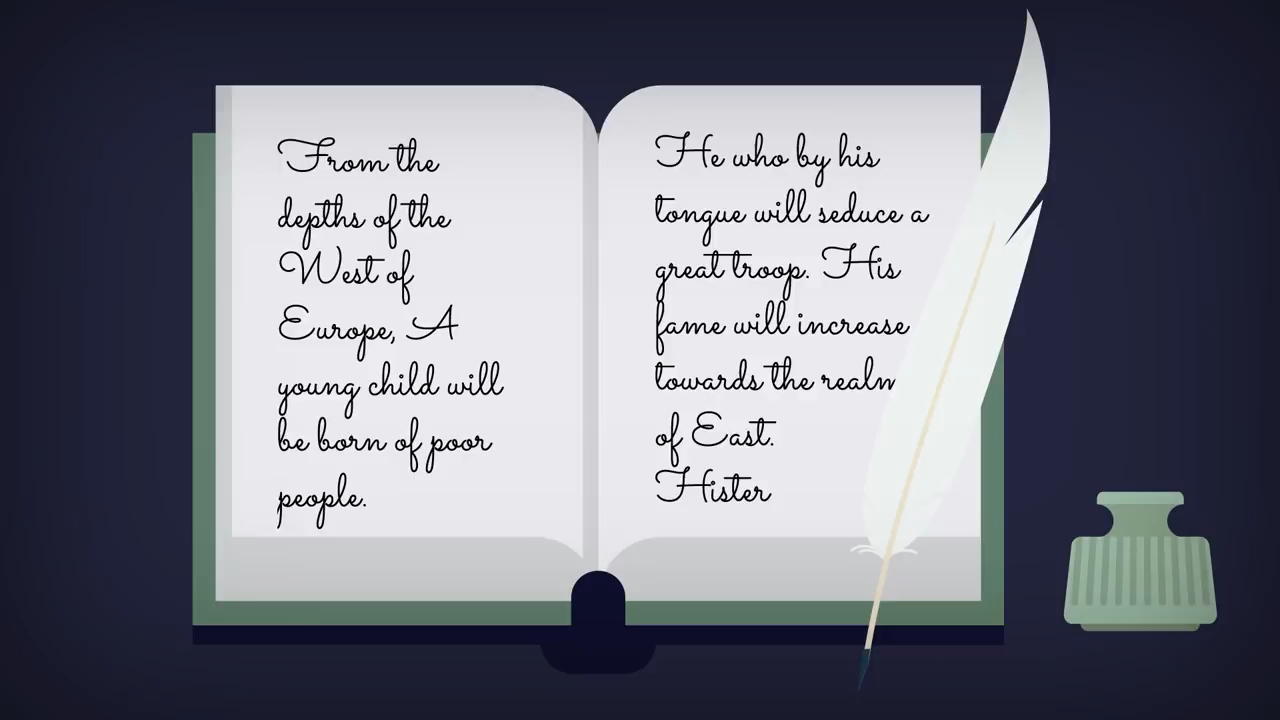 From the
depths of the
West of
Europe, A
young child will
be born of poor
people.
He who by his
tongue will seduce a
great troop. His
fame will increase
towards the realm
of East.
Hister